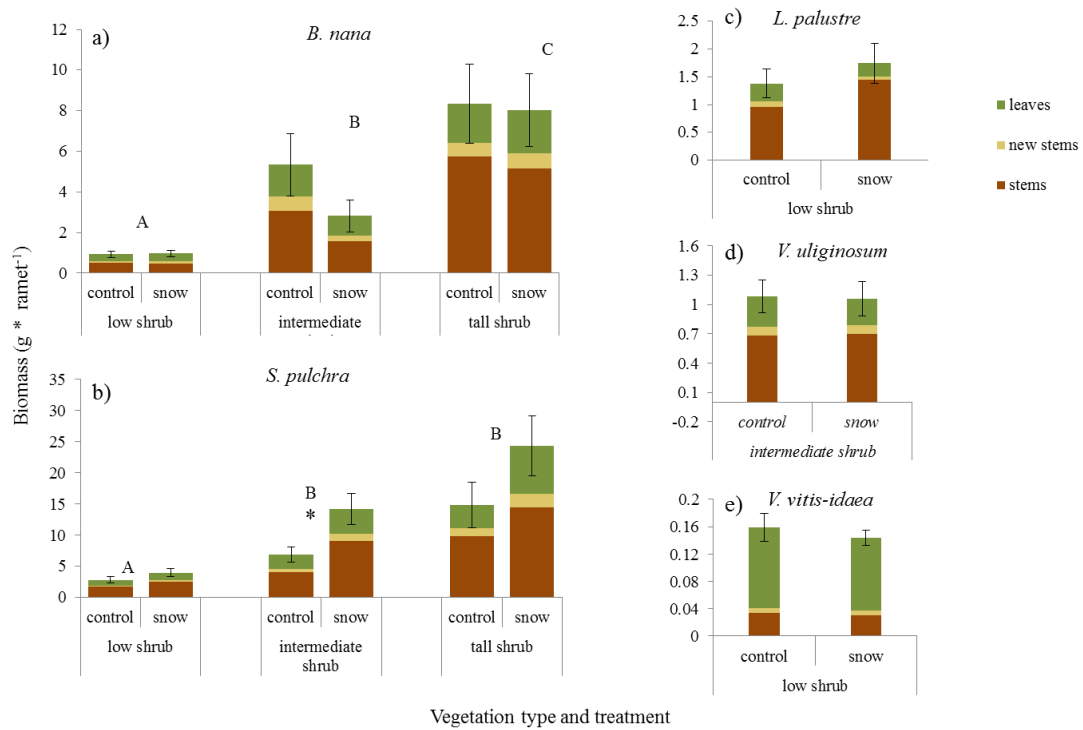 a)
B. nana
12
10
8
6
4
2
0
A
B
C
control snow control snow control snow
low shrub intermediate tall shrub
b)
S. pulchra
35
30
25
20
15
10
5
0
A
B
*
B
control snow control snow control snow
low shrub intermediate shrub tall shrub
Biomass (g * ramet-1)
Vegetation type and treatment
c)
L. palustre
2.5
2
1.5
1
0.5
0
control snow
low shrub
d)
V. uliginosum
1.6
1.3
1
0.7
0.4
0.1
-0.2
control snow
intermediate shrub
e)
V. vitis-idaea
0.2
0.16
0.12
0.08
0.04
0
control snow
low shrub
leaves
new stems
stems